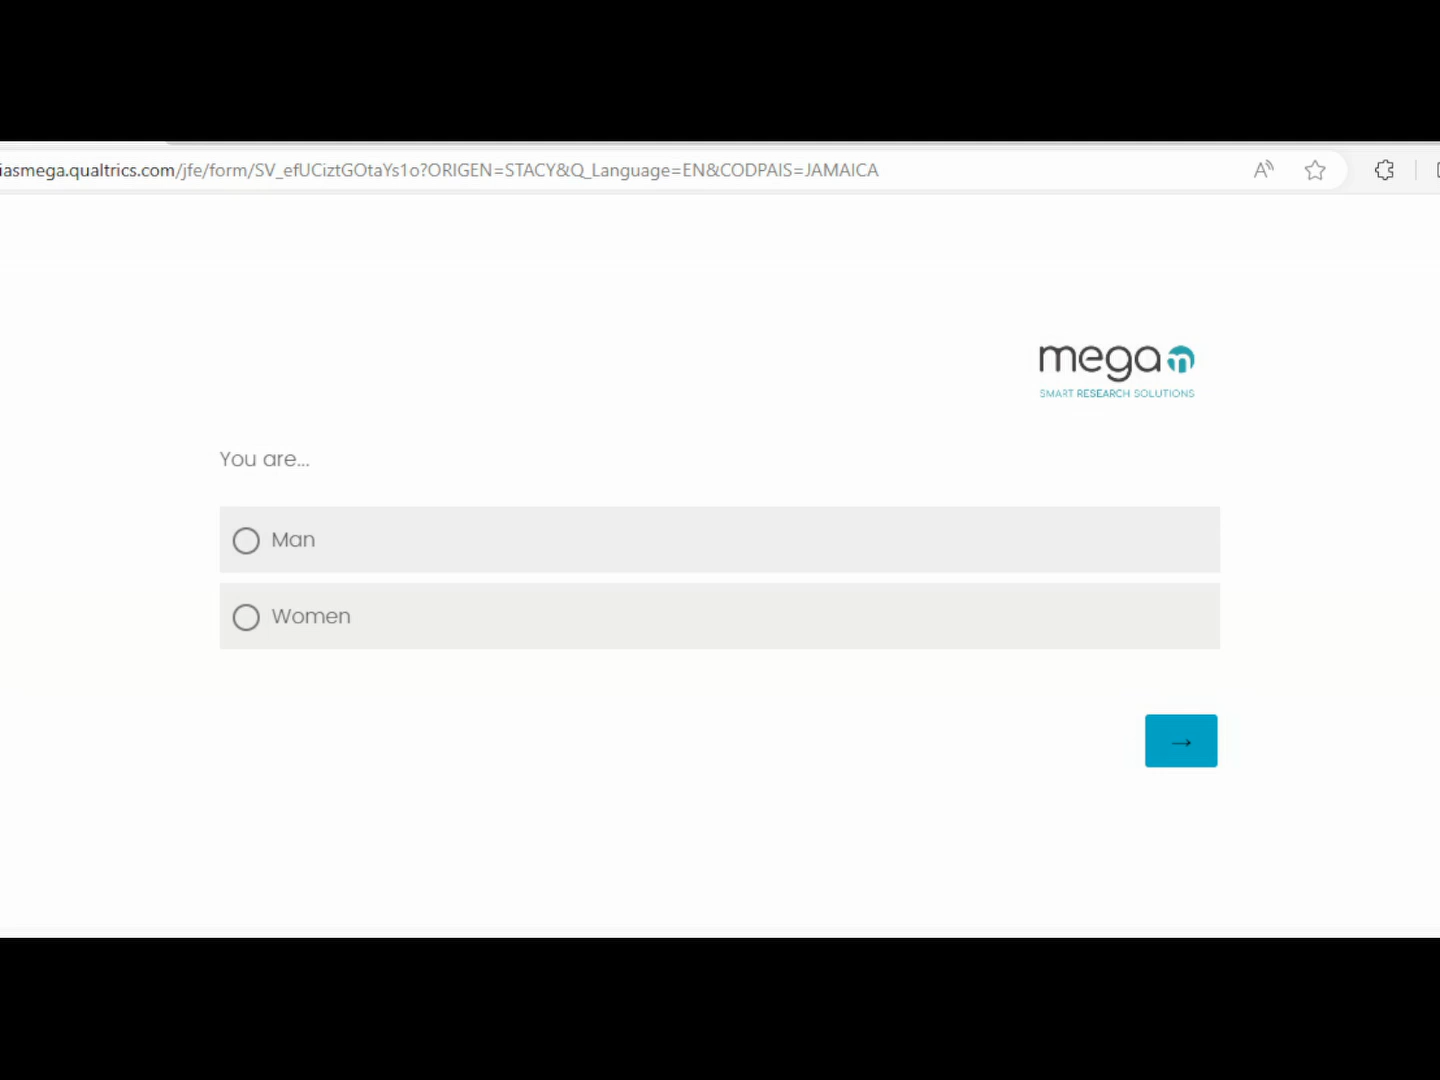 iasmega.qualtrics.com/jfe/form/SV_efUCiztGOtaYs1o?ORIGEN=STACY&Q_Language=EN&CODPAIS=JAMAICA
mega m
SMART RESEARCH SOLUTIONS
You are...
Man
Women
→